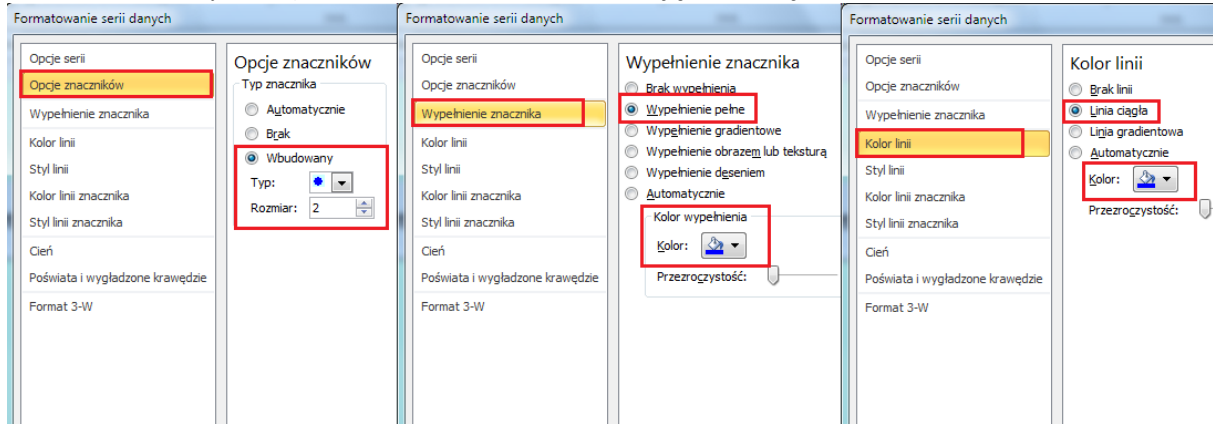 Formatowanie serii danych
Opcje serii
Opcje znaczników
Wypełnienie znacznika
Kolor linii
Styl linii
Kolor linii znacznika
Styl linii znacznika
Cień
Poświata i wygładzone krawędzie
Format 3-W
Opcje znaczników
Typ znacznika
Automatycznie
Brak
Wbudowany
Typ:
Rozmiar: 2
Formatowanie serii danych
Opcje serii
Opcje znaczników
Wypełnienie znacznika
Kolor linii
Styl linii
Kolor linii znacznika
Styl linii znacznika
Cień
Poświata i wygładzone krawędzie
Format 3-W
Wypełnienie znacznika
Brak wypełnienia
Wypełnienie pełne
Wypełnienie gradientowe
Wypełnienie obrazem lub teksturą
Wypełnienie deseniem
Automatycznie
Kolor wypełnienia
Kolor:
Przezroczystość:
Formatowanie serii danych
Opcje serii
Opcje znaczników
Wypełnienie znacznika
Kolor linii
Styl linii
Kolor linii znacznika
Styl linii znacznika
Cień
Poświata i wygładzone krawędzie
Format 3-W
Kolor linii
Brak linii
Linia ciągła
Linia gradientowa
Automatycznie
Kolor:
Przezroczystość: